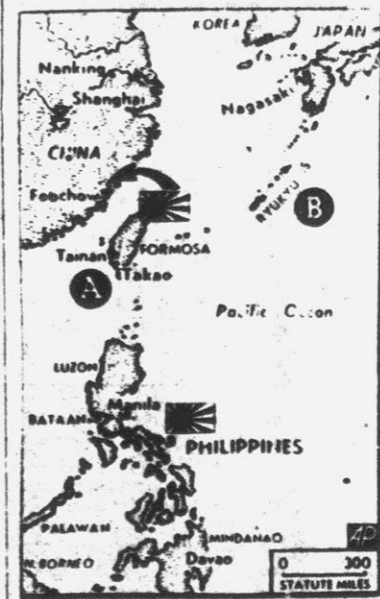 KOREA
JAPAN
Nanking
Shanghai
Nagasaki
CHINA
Foochow
RYUKYU S
B
FORMOSA
Tainan
Takao
A
Pacific Ocean
LUZON
Manila
BATAAN
PHILIPPINES
PALAWAN
MINDANAO
AP
N. BORNEO
Davao
0 300
STATUTE MILES